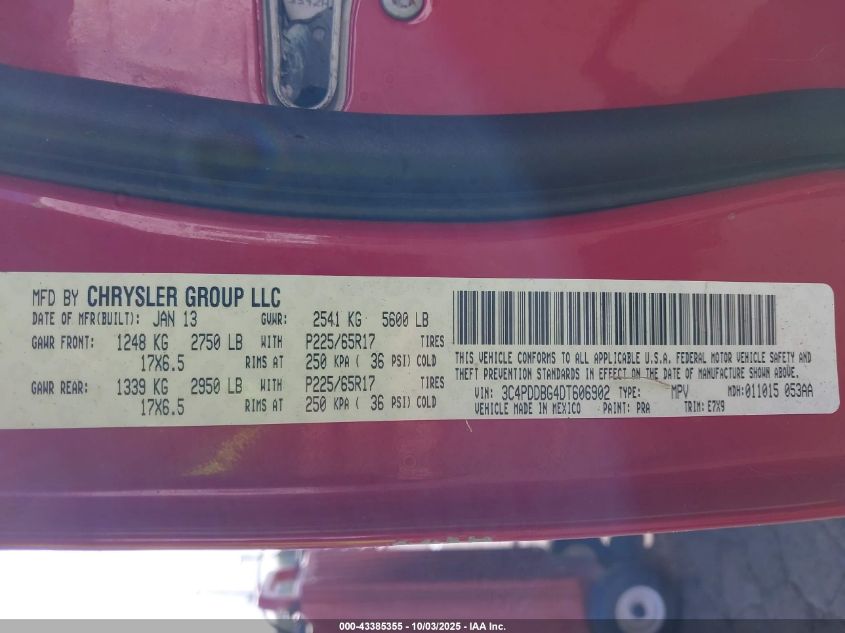 MFD BY CHRYSLER GROUP LLC
DATE OF MFR(BUILT): JAN 13 GVWR: 2541 KG 5600 LB
GAWR FRONT: 1248 KG 2750 LB WITH P225/65R17 TIRES
17X6.5 RIMS AT 250 KPA ( 36 PSI) COLD
GAWR REAR: 1339 KG 2950 LB WITH P225/65R17 TIRES
17X6.5 RIMS AT 250 KPA ( 36 PSI) COLD
THIS VEHICLE CONFORMS TO ALL APPLICABLE U.S.A. FEDERAL MOTOR VEHICLE SAFETY AND
THEFT PREVENTION STANDARDS IN EFFECT ON THE DATE OF MANUFACTURE SHOWN ABOVE.
VIN: 3C4PDDBG4DT606902 TYPE: MPV MDH: 011015 053AA
VEHICLE MADE IN MEXICO PAINT: PRA TRIM: E7X9
000-43385355 - 10/03/2025 - IAA Inc.